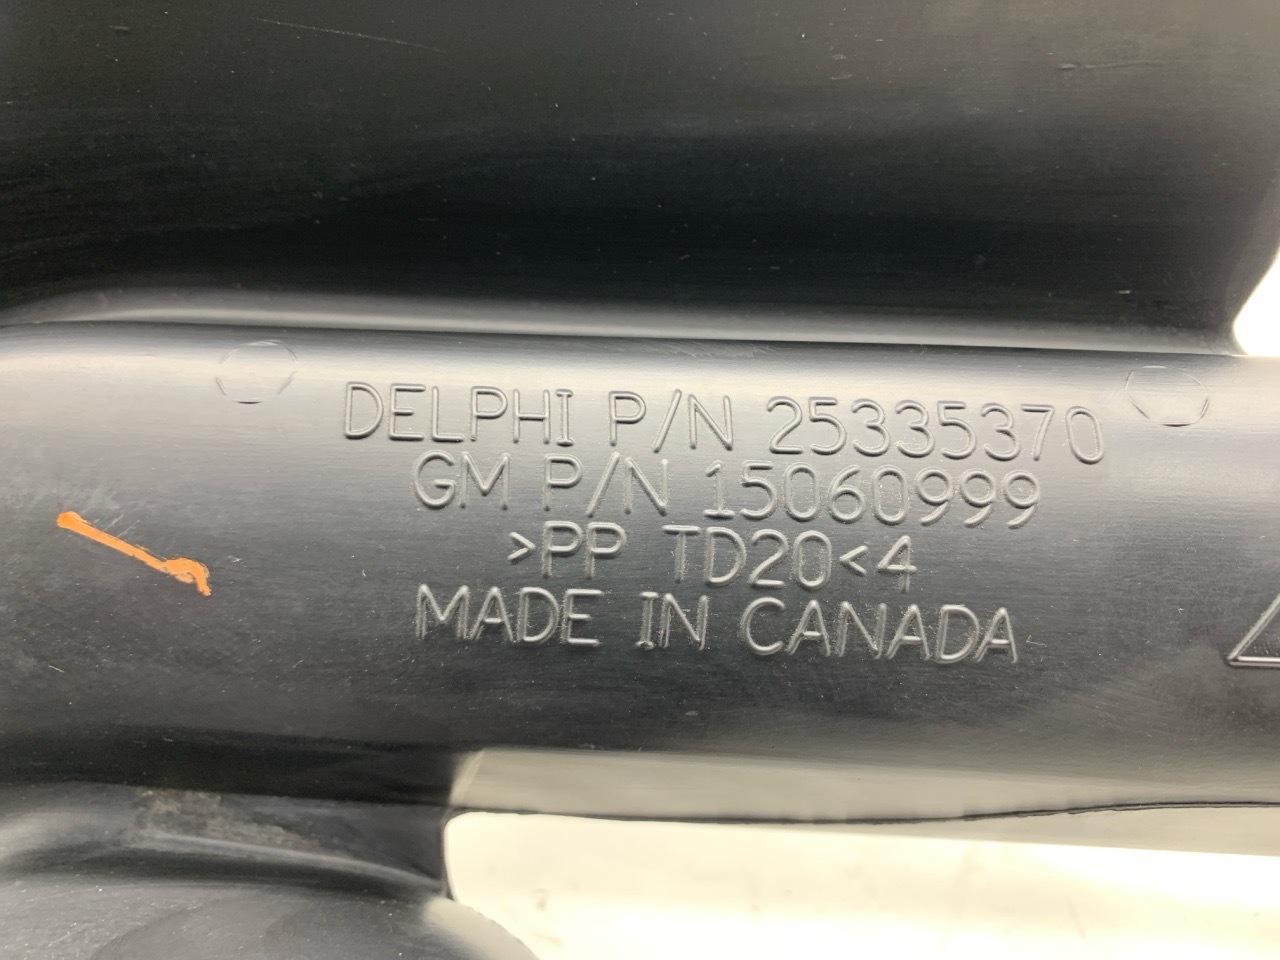 DELPHI P/N 25335370
GM P/N 15060999
>PP TD20<4
MADE IN CANADA